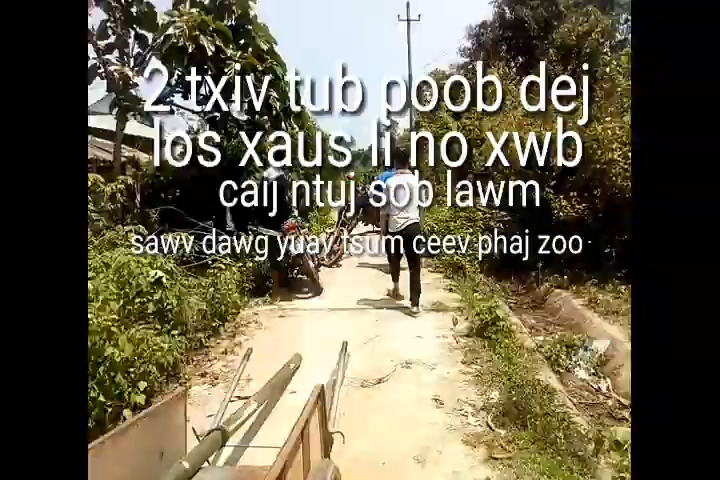 2 txiv tub poob dej
los xaus li no xwb
caij ntuj sob lawm
sawv dawg yuav tsum ceev phaj zoo